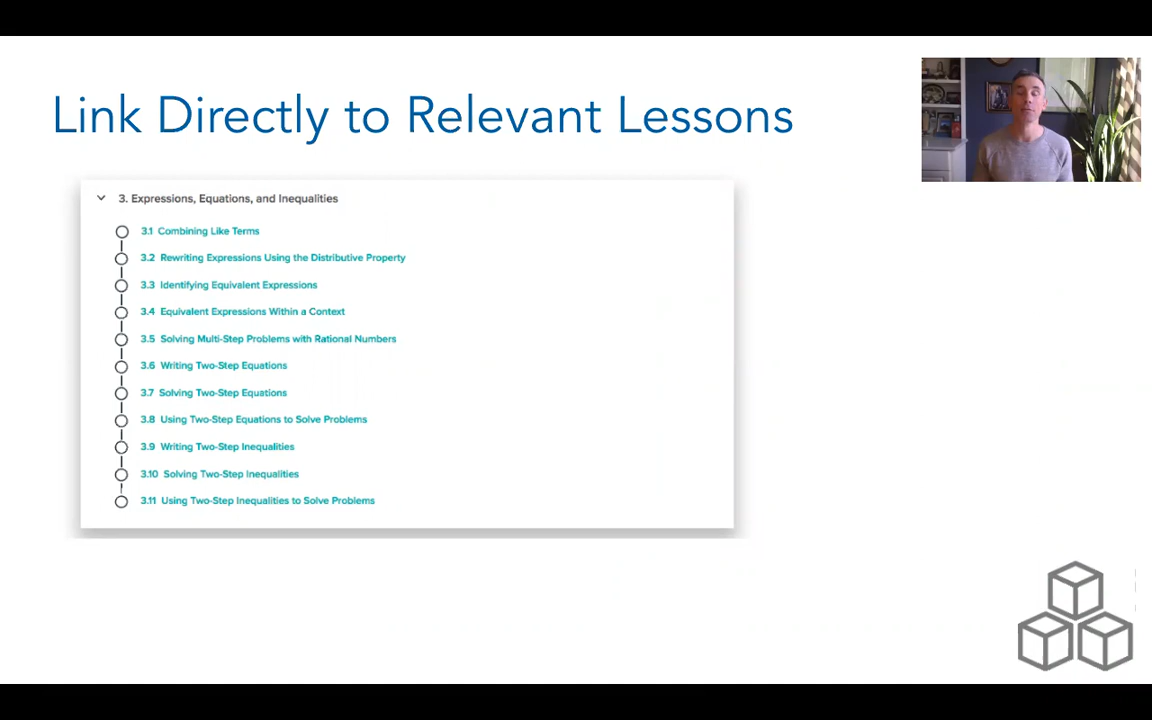 Link Directly to Relevant Lessons
3. Expressions, Equations, and Inequalities
3.1 Combining Like Terms
3.2 Rewriting Expressions Using the Distributive Property
3.3 Identifying Equivalent Expressions
3.4 Equivalent Expressions Within a Context
3.5 Solving Multi-Step Problems with Rational Numbers
3.6 Writing Two-Step Equations
3.7 Solving Two-Step Equations
3.8 Using Two-Step Equations to Solve Problems
3.9 Writing Two-Step Inequalities
3.10 Solving Two-Step Inequalities
3.11 Using Two-Step Inequalities to Solve Problems